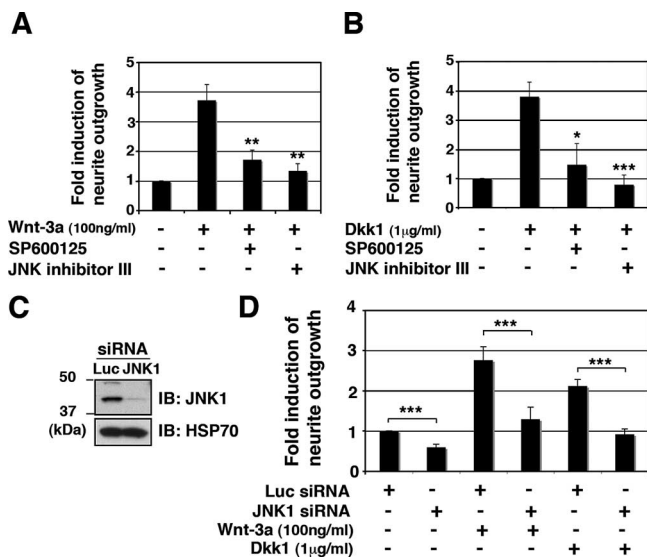 A
Fold induction of
neurite outgrowth
5
4
3
2
1
0
**
**
Wnt-3a (100ng/ml) - + + +
SP600125 - - + -
JNK inhibitor III - - - +
B
Fold induction of
neurite outgrowth
5
4
3
2
1
0
*
***
Dkk1 (1μg/ml) - + + +
SP600125 - - + -
JNK inhibitor III - - - +
C
siRNA
Luc JNK1
50
37
(kDa)
IB: JNK1
IB: HSP70
D
Fold induction of
neurite outgrowth
4
3
2
1
0
***
***
***
Luc siRNA + - + - + -
JNK1 siRNA - + - + - +
Wnt-3a (100ng/ml) - - + + - -
Dkk1 (1μg/ml) - - - - + +